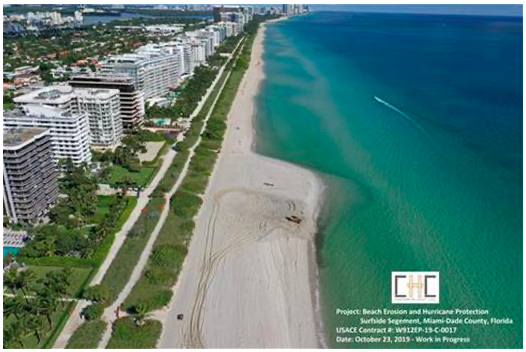 CHC
Project: Beach Erosion and Hurricane Protection
Surfside Segement, Miami-Dade County, Florida
USACE Contract #: W912EP-19-C-0017
Date: October 23, 2019 - Work in Progress